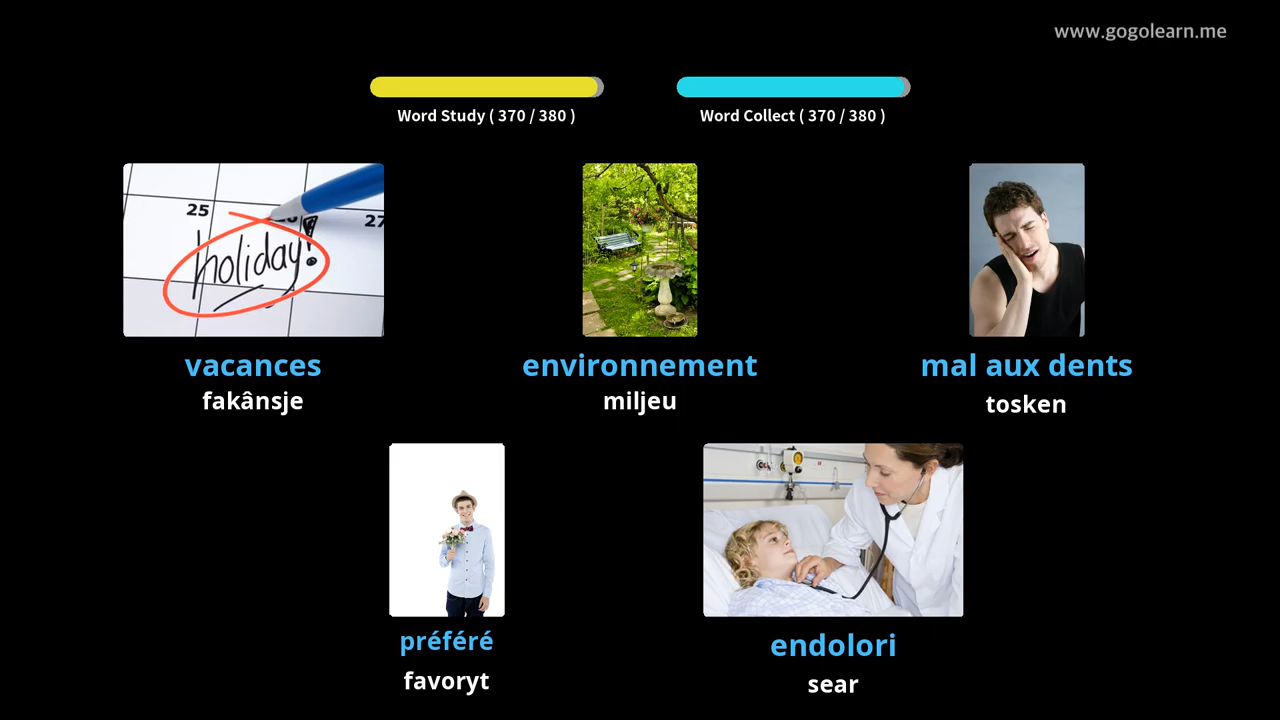 www.gogolearn.me
Word Study ( 370 / 380 )
Word Collect ( 370 / 380 )
25
27
holiday!
vacances
environnement
mal aux dents
fakânsje
miljeu
tosken
préféré
endolori
favoryt
sear